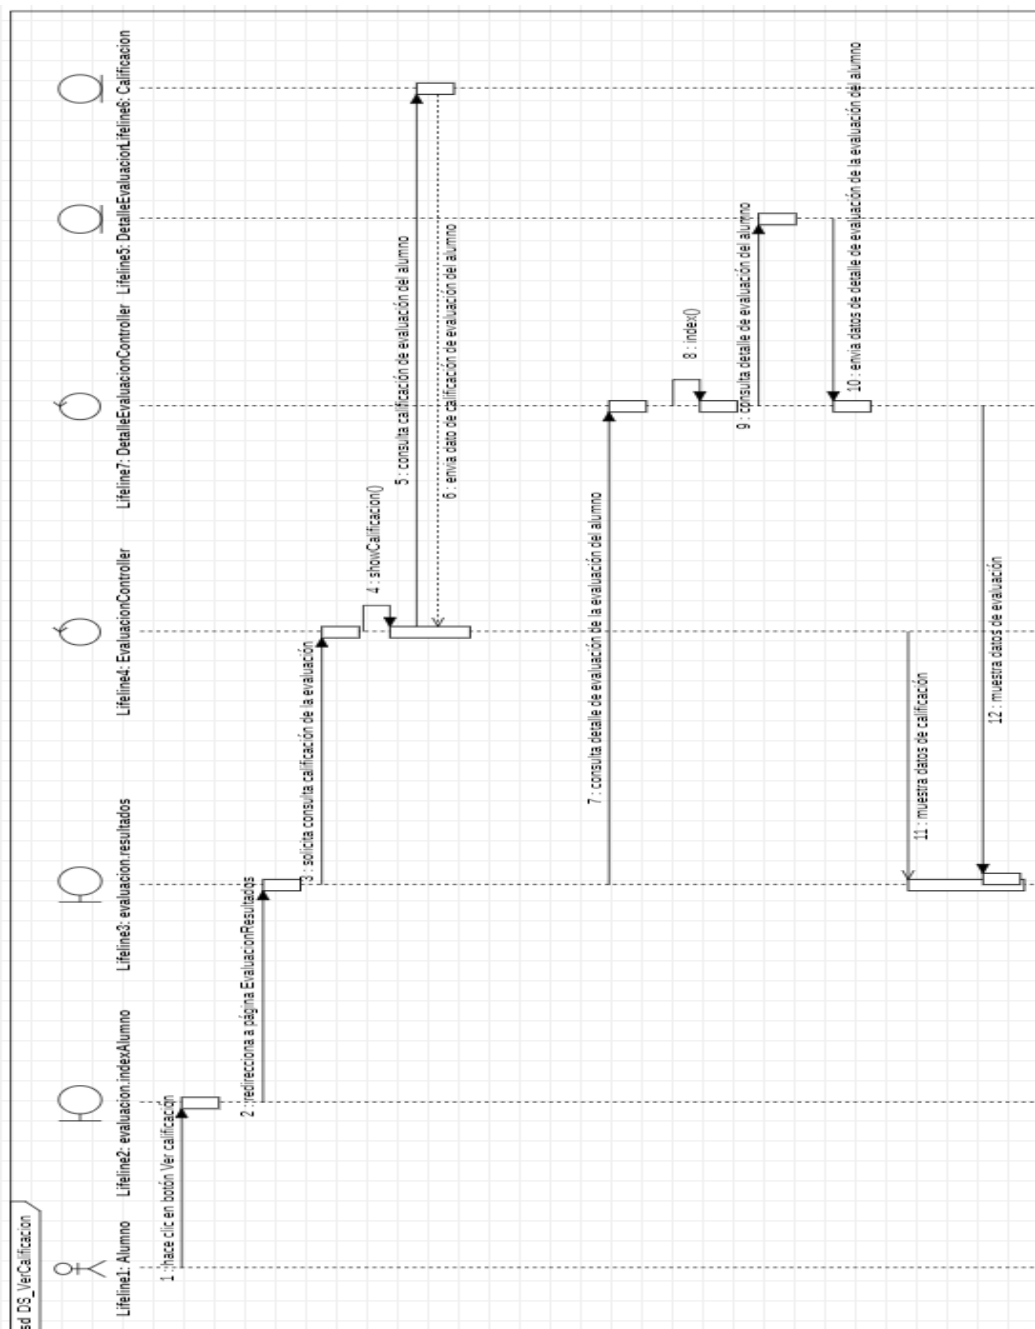 sd DS_VerCalificacion
Lifeline1: Alumno
Lifeline2: evaluacion.indexAlumno
Lifeline3: evaluacion.resultados
Lifeline4: EvaluacionController
Lifeline7: DetalleEvaluacionController
Lifeline5: DetalleEvaluacion
Lifeline6: Calificacion
1 : hace clic en botón Ver calificación
2 : redirecciona a página EvaluacionResultados
3 : solicita consulta calificación de la evaluación
4 : showCalificacion()
5 : consulta calificación de evaluación del alumno
6 : envia dato de calificación de evaluación del alumno
7 : consulta detalle de evaluación de la evaluación del alumno
8 : index()
9 : consulta detalle de evaluación del alumno
10 : envia datos de detalle de evaluación de la evaluación del alumno
11 : muestra datos de calificación
12 : muestra datos de evaluación